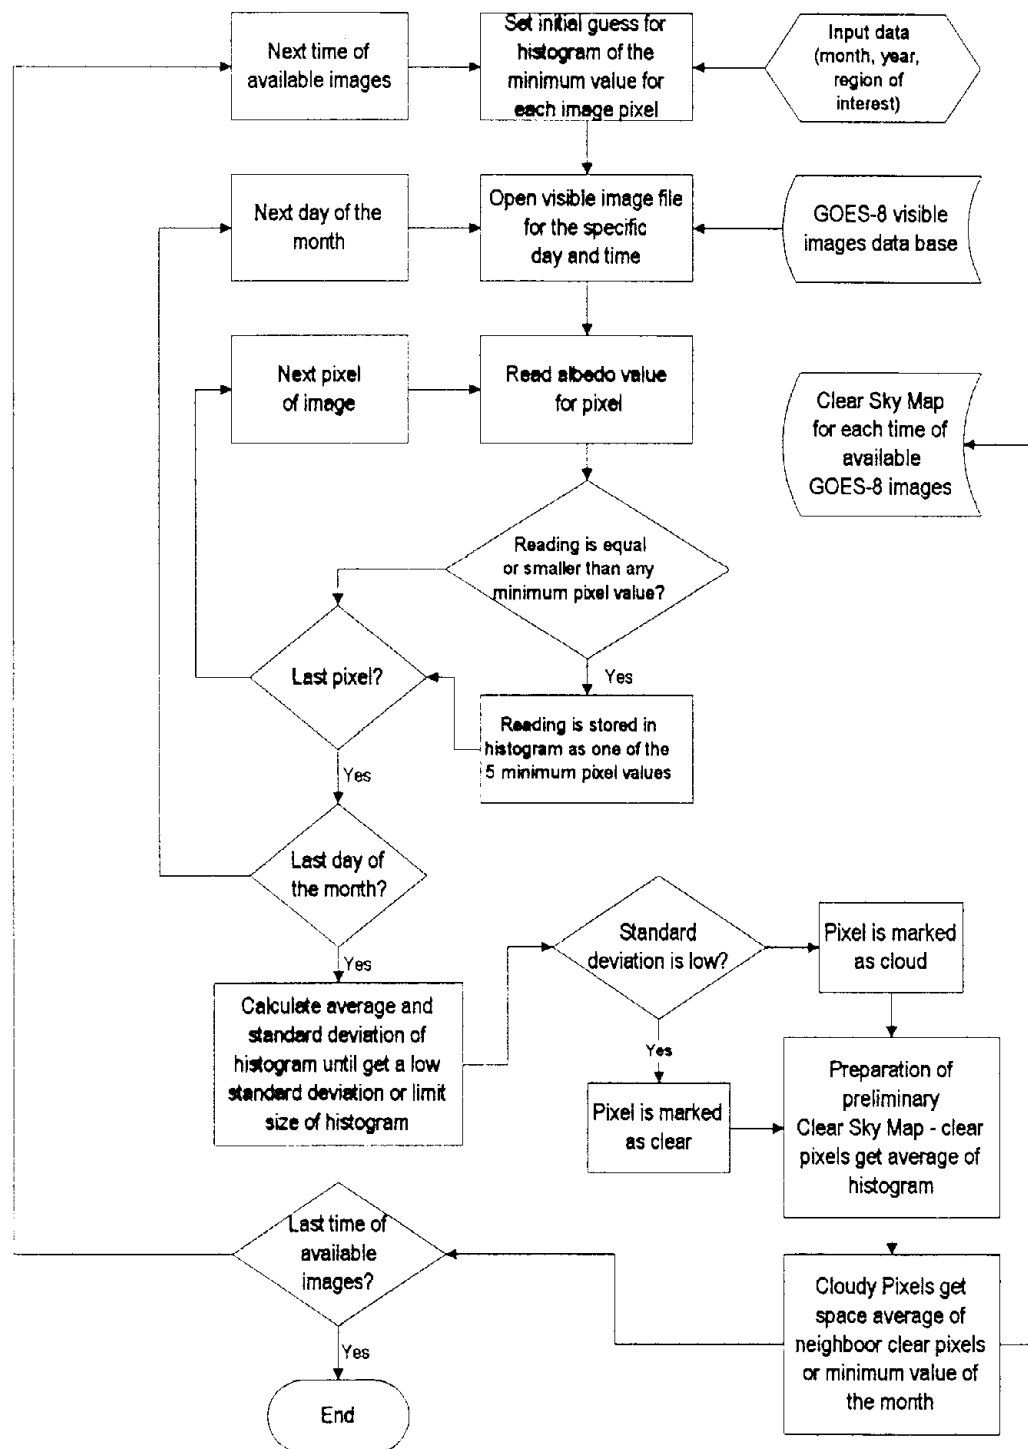 Next time of
available images
Set initial guess for
histogram of the
minimum value for
each image pixel
Input data
(month, year,
region of
interest)
Next day of the
month
Open visible image file
for the specific
day and time
GOES-8 visible
images data base
Next pixel
of image
Read albedo value
for pixel
Clear Sky Map
for each time of
available
GOES-8 images
Reading is equal
or smaller than any
minimum pixel value?
Yes
Last pixel?
Reading is stored in
histogram as one of the
5 minimum pixel values
Yes
Last day of
the month?
Yes
Standard
deviation is low?
Pixel is marked
as cloud
Calculate average and
standard deviation of
histogram until get a low
standard deviation or limit
size of histogram
Yes
Pixel is marked
as clear
Preparation of
preliminary
Clear Sky Map - clear
pixels get average of
histogram
Last time of
available
images?
Cloudy Pixels get
space average of
neighboor clear pixels
or minimum value of
the month
Yes
End